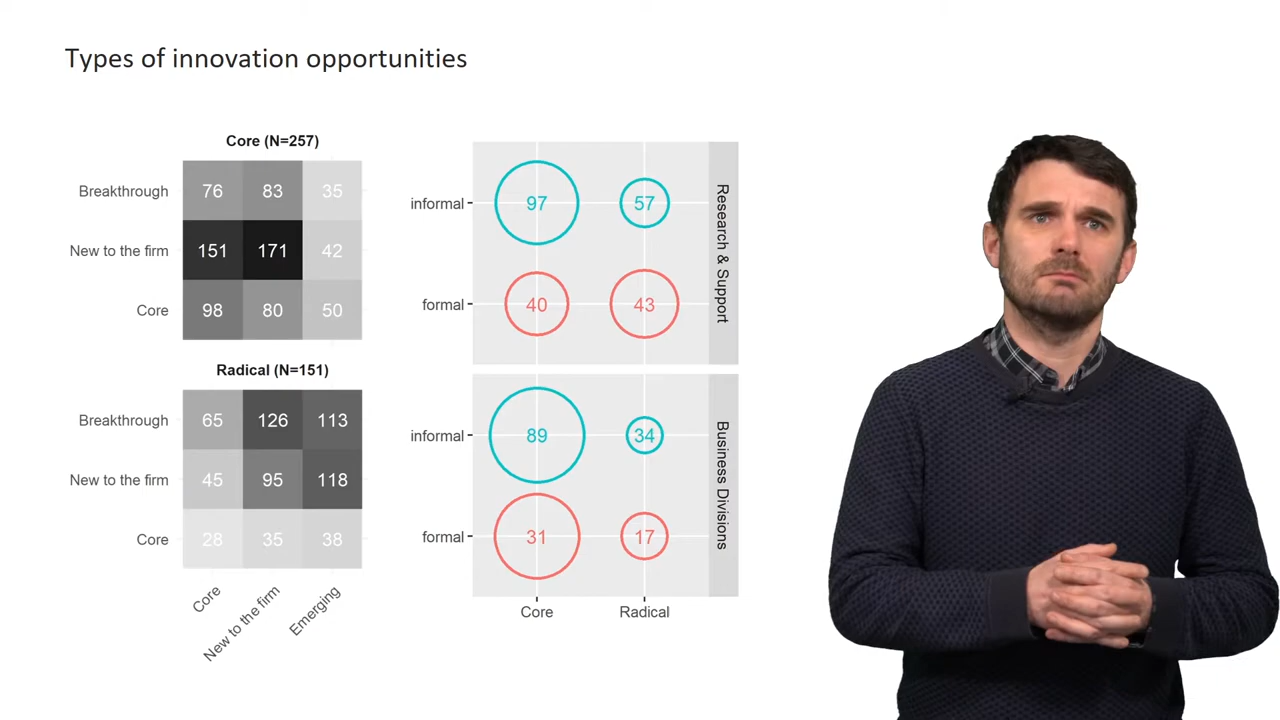 Types of innovation opportunities
Core (N=257)
Breakthrough 76 83 35
New to the firm 151 171 42
Core 98 80 50
Radical (N=151)
Breakthrough 65 126 113
New to the firm 45 95 118
Core 28 35 38
Core New to the firm Emerging
informal 97 57
formal 40 43
Research & Support
informal 89 34
formal 31 17
Business Divisions
Core Radical